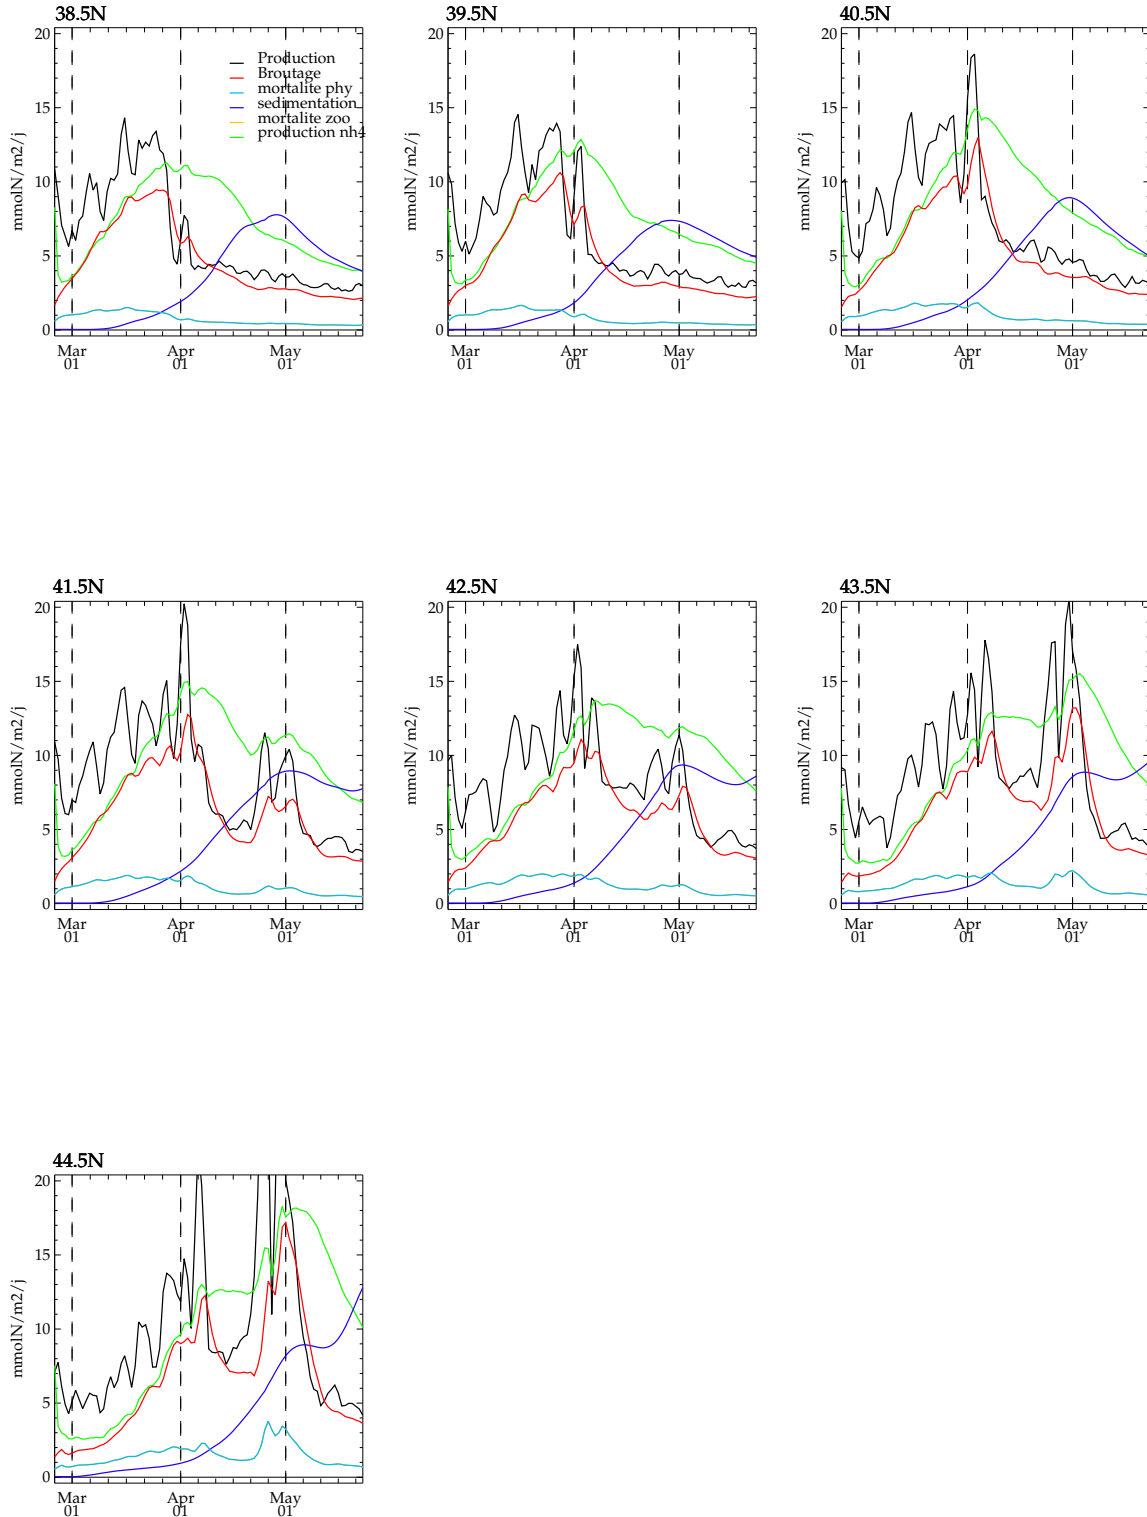 38.5N
39.5N
40.5N
20
15
10
5
0
mmolN/m2/j
Production
Broutage
mortalite phy
sedimentation
mortalite zoo
production nh4
Mar 01
Apr 01
May 01
20
15
10
5
0
mmolN/m2/j
Mar 01
Apr 01
May 01
20
15
10
5
0
mmolN/m2/j
Mar 01
Apr 01
May 01
41.5N
42.5N
43.5N
20
15
10
5
0
mmolN/m2/j
Mar 01
Apr 01
May 01
20
15
10
5
0
mmolN/m2/j
Mar 01
Apr 01
May 01
20
15
10
5
0
mmolN/m2/j
Mar 01
Apr 01
May 01
44.5N
20
15
10
5
0
mmolN/m2/j
Mar 01
Apr 01
May 01